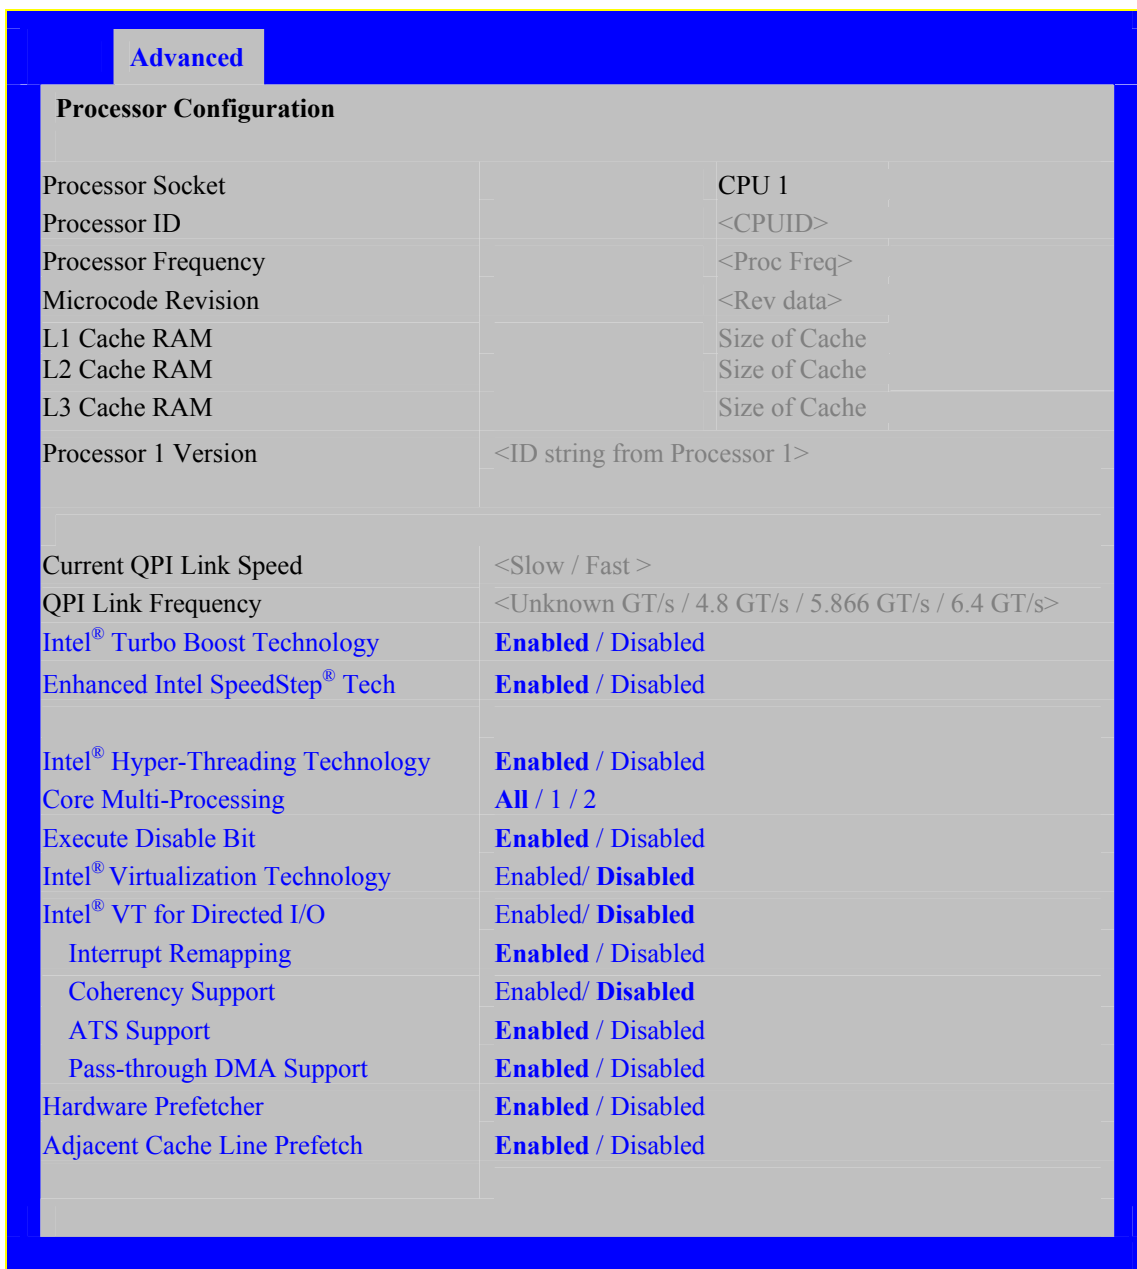 Advanced
Processor Configuration
Processor Socket CPU 1
Processor ID <CPUID>
Processor Frequency <Proc Freq>
Microcode Revision <Rev data>
L1 Cache RAM Size of Cache
L2 Cache RAM Size of Cache
L3 Cache RAM Size of Cache
Processor 1 Version <ID string from Processor 1>
Current QPI Link Speed <Slow / Fast >
QPI Link Frequency <Unknown GT/s / 4.8 GT/s / 5.866 GT/s / 6.4 GT/s>
Intel® Turbo Boost Technology Enabled / Disabled
Enhanced Intel SpeedStep® Tech Enabled / Disabled
Intel® Hyper-Threading Technology Enabled / Disabled
Core Multi-Processing All / 1 / 2
Execute Disable Bit Enabled / Disabled
Intel® Virtualization Technology Enabled/ Disabled
Intel® VT for Directed I/O Enabled/ Disabled
Interrupt Remapping Enabled / Disabled
Coherency Support Enabled/ Disabled
ATS Support Enabled / Disabled
Pass-through DMA Support Enabled / Disabled
Hardware Prefetcher Enabled / Disabled
Adjacent Cache Line Prefetch Enabled / Disabled